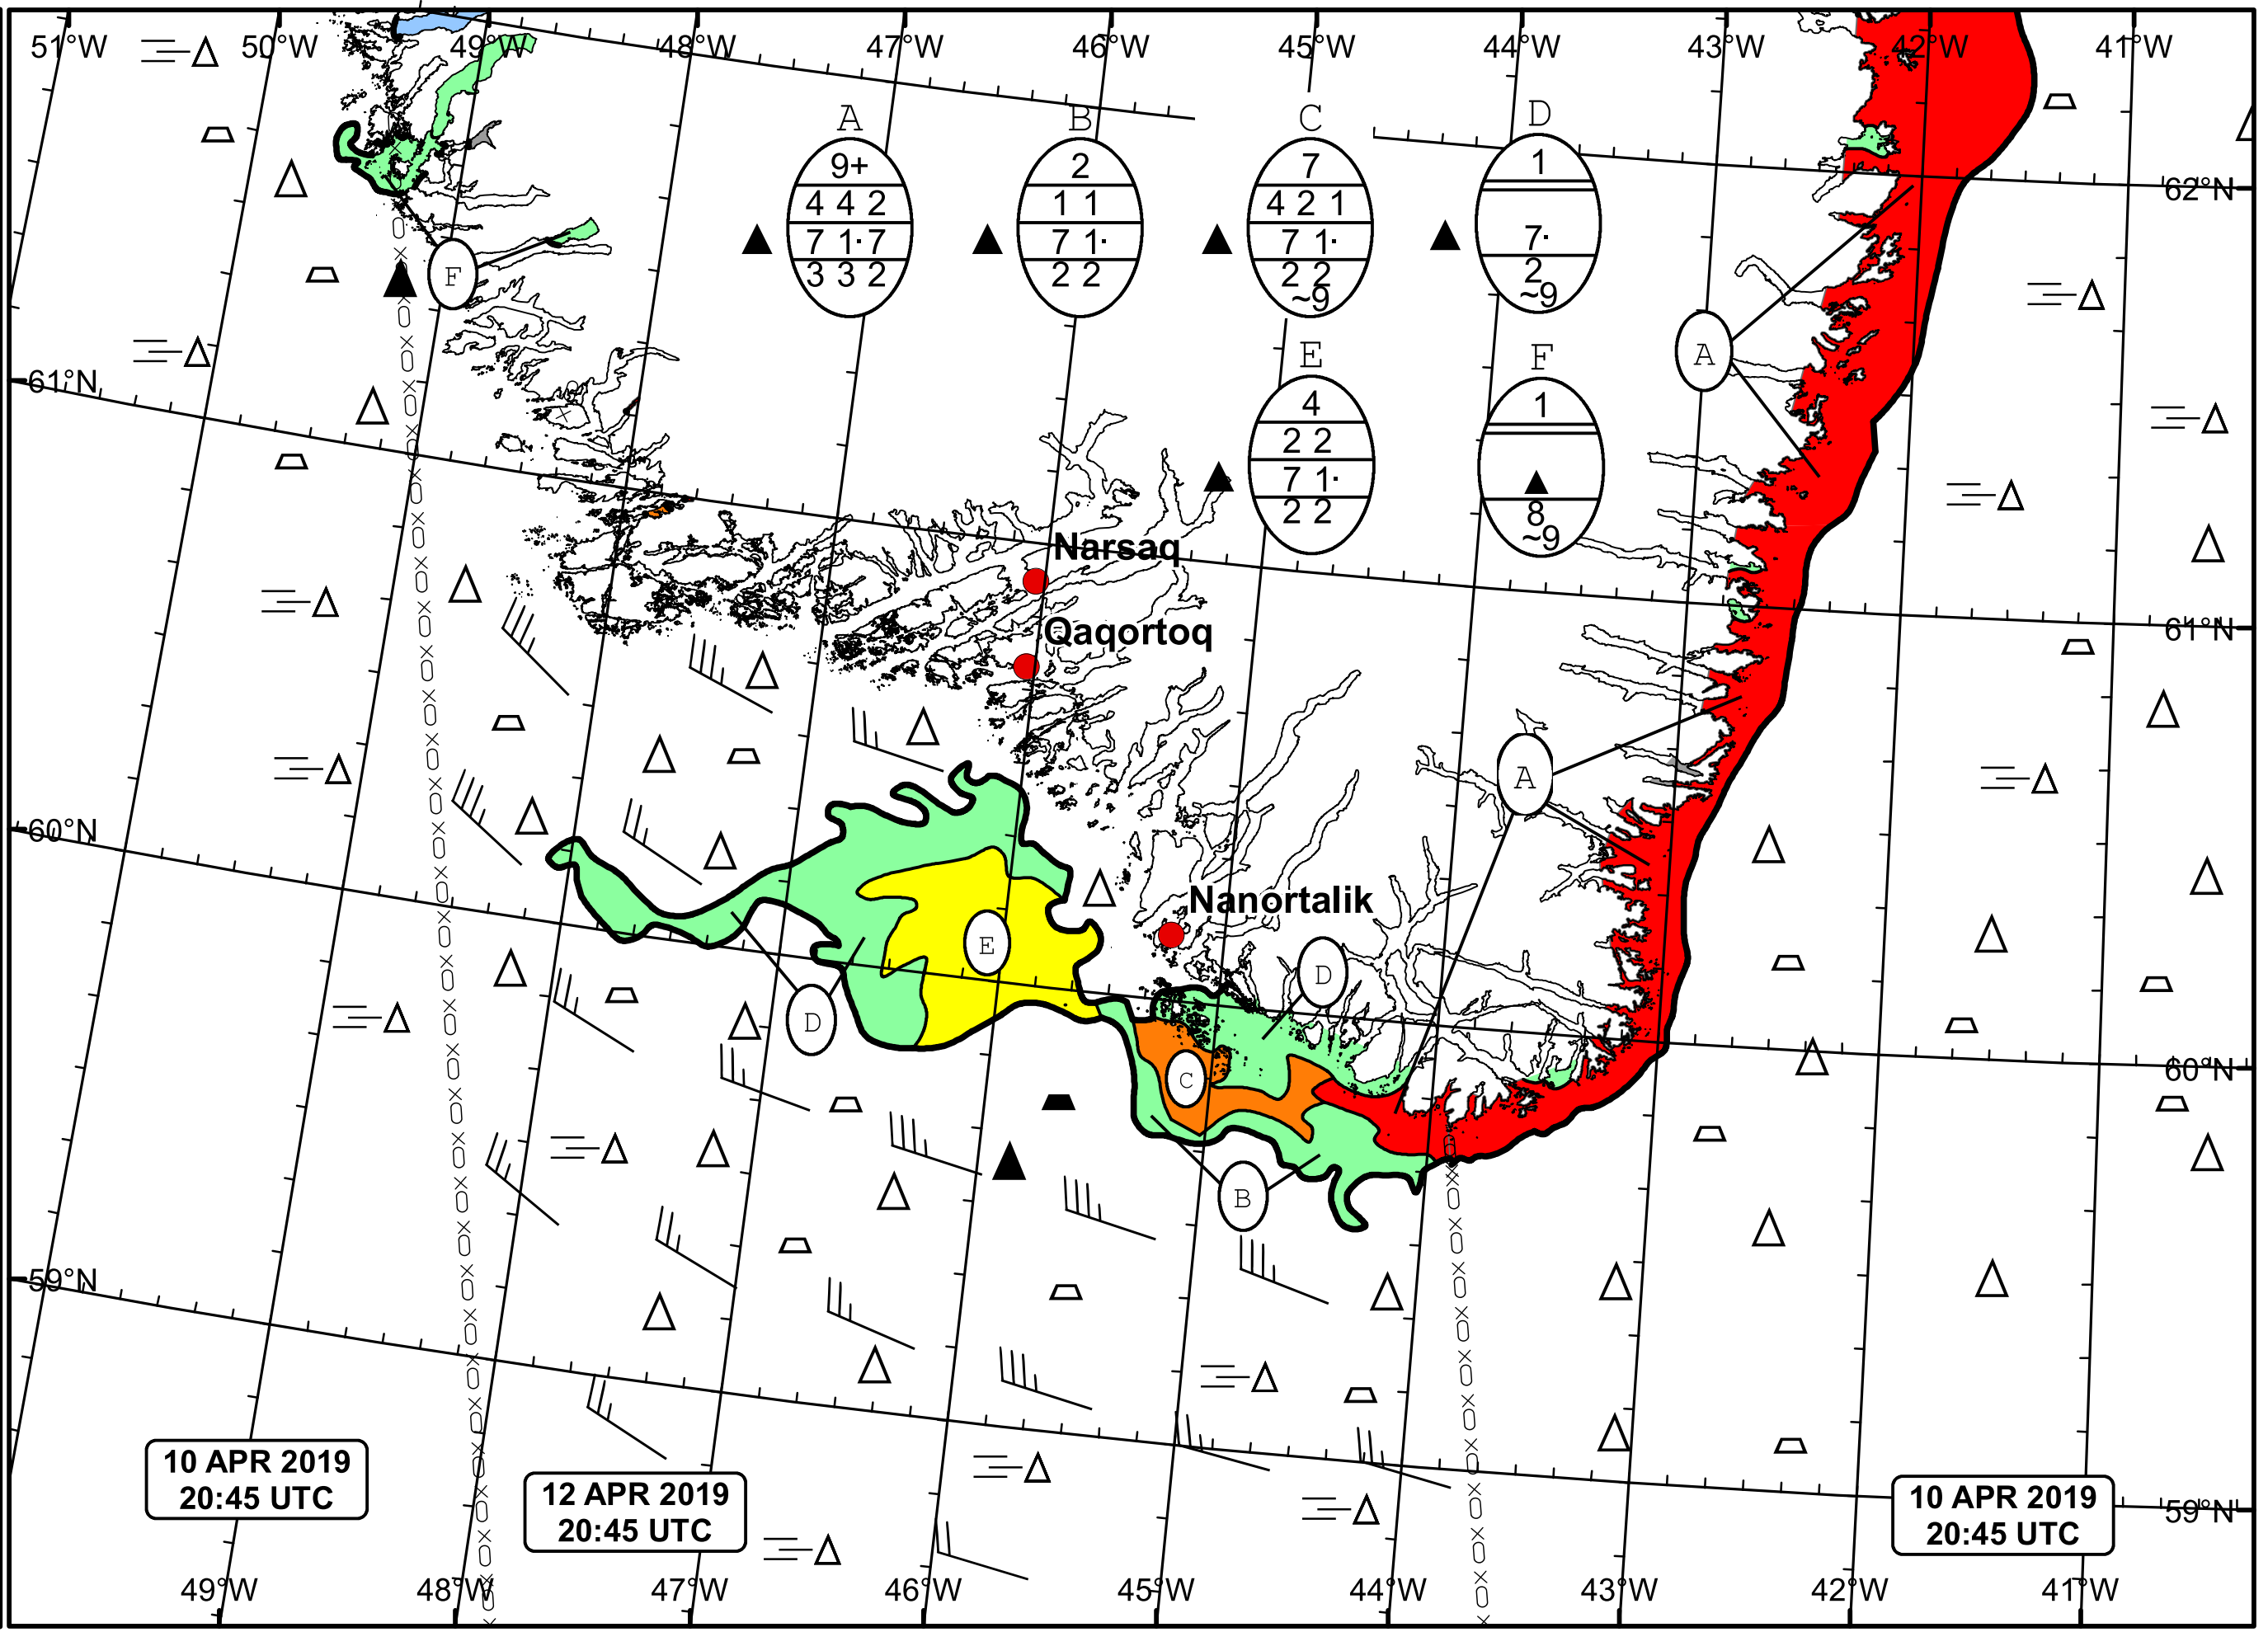 51°W 50°W 49°W 48°W 47°W 46°W 45°W 44°W 43°W 42°W 41°W
A B C D
9+ 2 7 1
4 4 2 1 1 4 2 1
7 1· 7 7 1· 7 1· 7·
3 3 2 2 2 2 2 2
~9 ~9
62°N
F
A
E F
61°N
4 1
2 2
7 1·
2 2 8
~9
Narsaq
Qaqortoq
61°N
A
60°N
Nanortalik
E
D
D
C
60°N
B
59°N
10 APR 2019
20:45 UTC
12 APR 2019
20:45 UTC
10 APR 2019
20:45 UTC
59°N
49°W 48°W 47°W 46°W 45°W 44°W 43°W 42°W 41°W